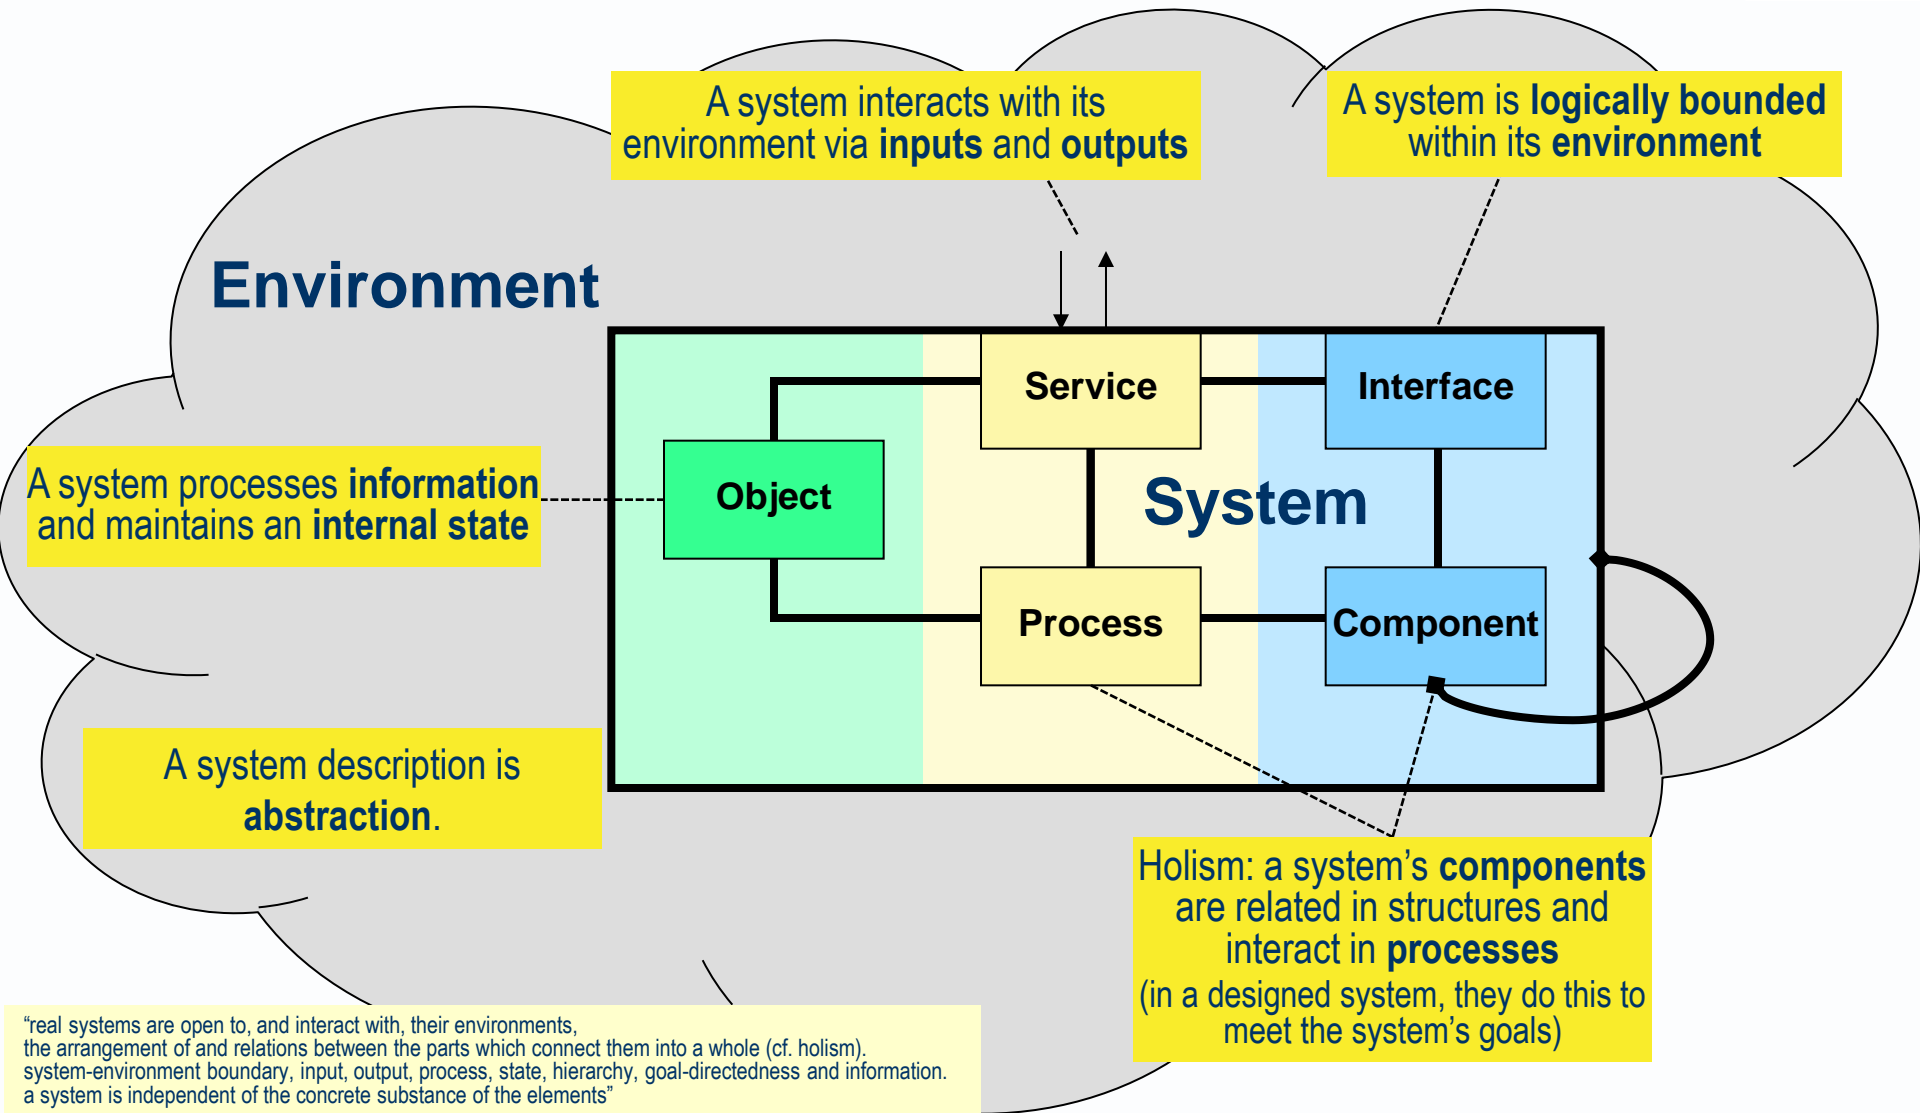 A system interacts with its
environment via inputs and outputs
A system is logically bounded
within its environment
Environment
Service
Interface
A system processes information
and maintains an internal state
Object
System
Process
Component
A system description is
abstraction.
Holism: a system’s components
are related in structures and
interact in processes
(in a designed system, they do this to
meet the system’s goals)
“real systems are open to, and interact with, their environments,
the arrangement of and relations between the parts which connect them into a whole (cf. holism).
system-environment boundary, input, output, process, state, hierarchy, goal-directedness and information.
a system is independent of the concrete substance of the elements”